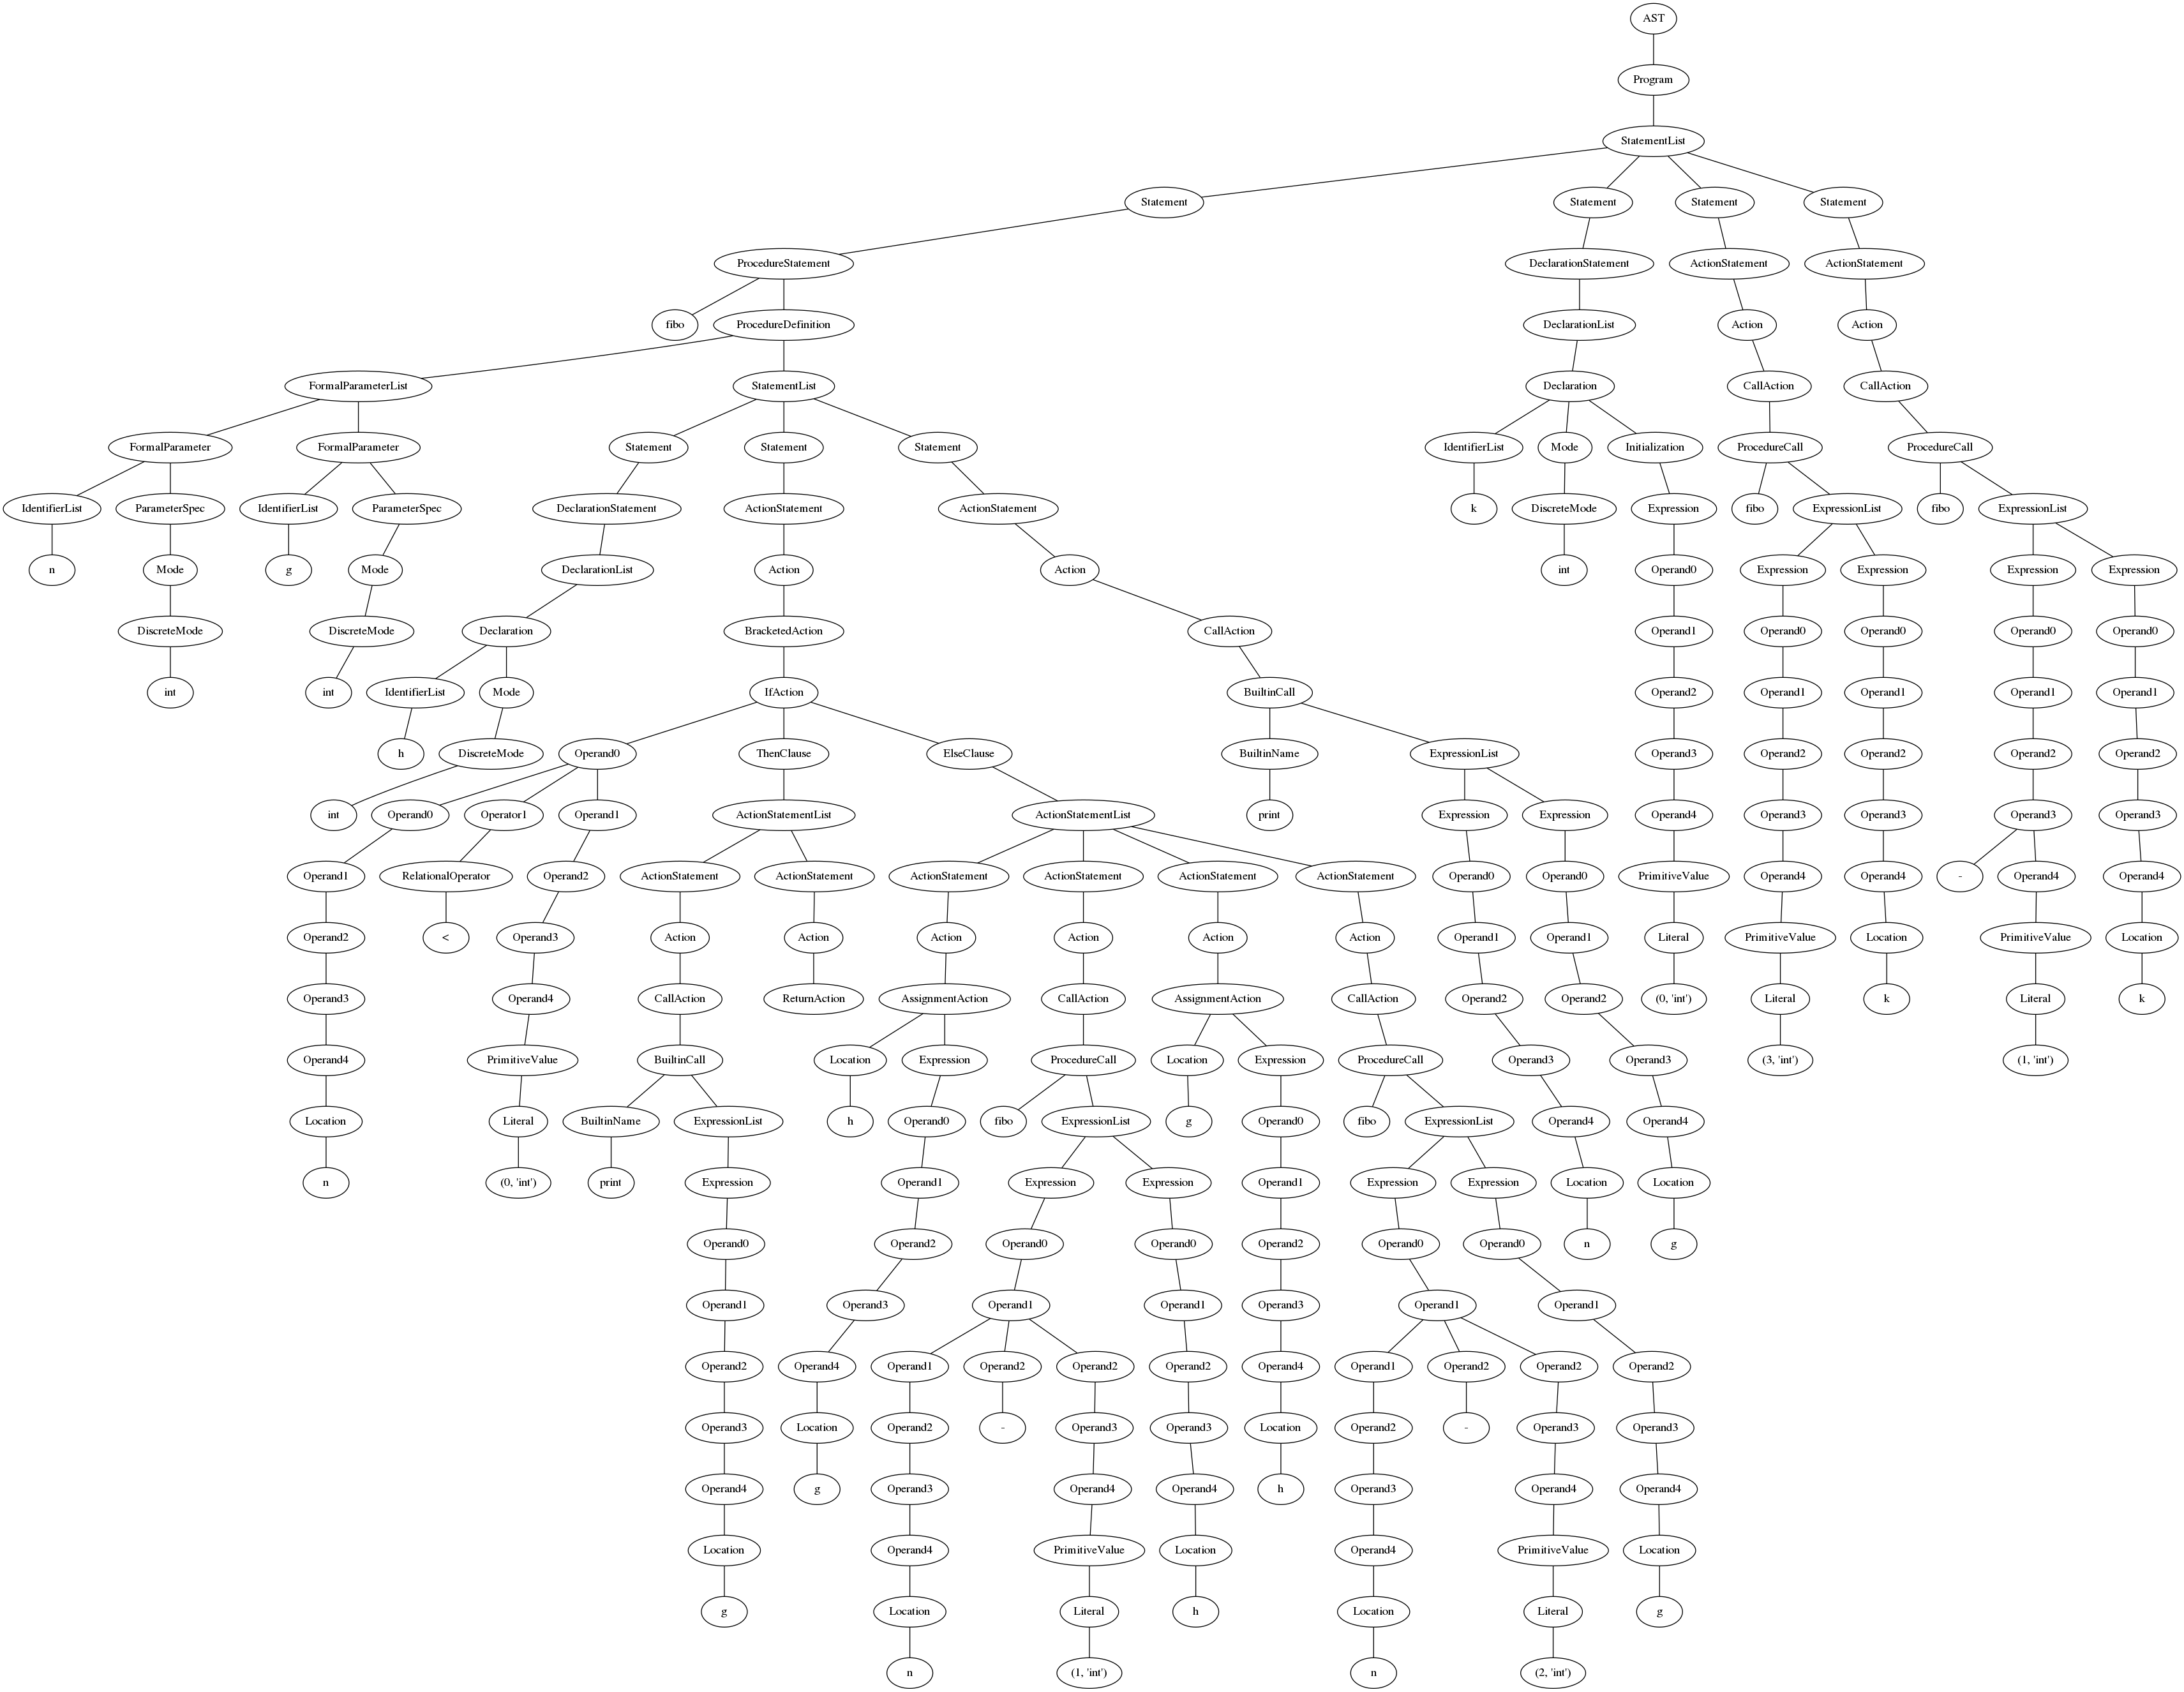 AST
Program
StatementList
Statement Statement Statement Statement
ProcedureStatement DeclarationStatement ActionStatement ActionStatement
fibo ProcedureDefinition DeclarationList Action Action
FormalParameterList StatementList Declaration CallAction CallAction
FormalParameter FormalParameter Statement Statement Statement IdentifierList Mode Initialization ProcedureCall ProcedureCall
IdentifierList ParameterSpec IdentifierList ParameterSpec DeclarationStatement ActionStatement ActionStatement k DiscreteMode Expression fibo ExpressionList fibo ExpressionList
n Mode g Mode DeclarationList Action Action int Operand0 Expression Expression Expression Expression
DiscreteMode DiscreteMode Declaration BracketedAction CallAction Operand1 Operand0 Operand0 Operand0 Operand0
int int IdentifierList Mode IfAction BuiltinCall Operand2 Operand1 Operand1 Operand1 Operand1
h DiscreteMode Operand0 ThenClause ElseClause BuiltinName ExpressionList Operand3 Operand2 Operand2 Operand2 Operand2
int Operand0 Operator1 Operand1 ActionStatementList ActionStatementList print Expression Expression Operand4 Operand3 Operand3 Operand3 Operand3
Operand1 RelationalOperator Operand2 ActionStatement ActionStatement ActionStatement ActionStatement ActionStatement ActionStatement Operand0 Operand0 PrimitiveValue Operand4 Operand4 - Operand4 Operand4
Operand2 < Operand3 Action Action Action Action Action Action Operand1 Operand1 Literal PrimitiveValue Location PrimitiveValue Location
Operand3 Operand4 CallAction ReturnAction AssignmentAction CallAction AssignmentAction CallAction Operand2 Operand2 (0, 'int') Literal k Literal k
Operand4 PrimitiveValue BuiltinCall Location Expression ProcedureCall Location Expression ProcedureCall Operand3 Operand3 (3, 'int') (1, 'int')
Location Literal BuiltinName ExpressionList h Operand0 fibo ExpressionList g Operand0 fibo ExpressionList Operand4 Operand4
n (0, 'int') print Expression Operand1 Expression Expression Operand1 Expression Expression Location Location
Operand0 Operand2 Operand0 Operand0 Operand2 Operand0 Operand0 n g
Operand1 Operand3 Operand1 Operand1 Operand3 Operand1 Operand1
Operand2 Operand4 Operand1 Operand2 Operand2 Operand2 Operand4 Operand1 Operand2 Operand2 Operand2
Operand3 Location Operand2 - Operand3 Operand3 Location Operand2 - Operand3 Operand3
Operand4 g Operand3 Operand4 Operand4 h Operand3 Operand4 Operand4
Location Operand4 PrimitiveValue Location Operand4 PrimitiveValue Location
g Location Literal h Location Literal g
n (1, 'int') n (2, 'int')